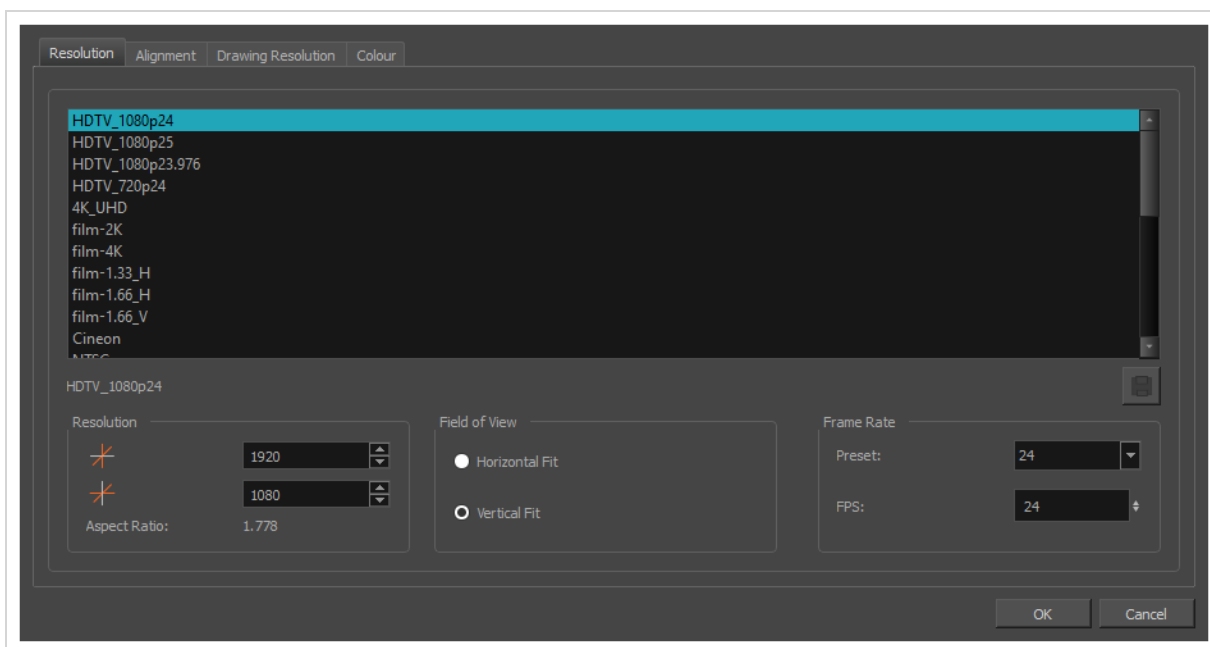 Resolution Alignment Drawing Resolution Colour
HDTV_1080p24
HDTV_1080p25
HDTV_1080p23.976
HDTV_720p24
4K_UHD
film-2K
film-4K
film-1.33_H
film-1.66_H
film-1.66_V
Cineon
NTSC
HDTV_1080p24
Resolution
1920
1080
Aspect Ratio: 1.778
Field of View
Horizontal Fit
Vertical Fit
Frame Rate
Preset: 24
FPS: 24
OK Cancel